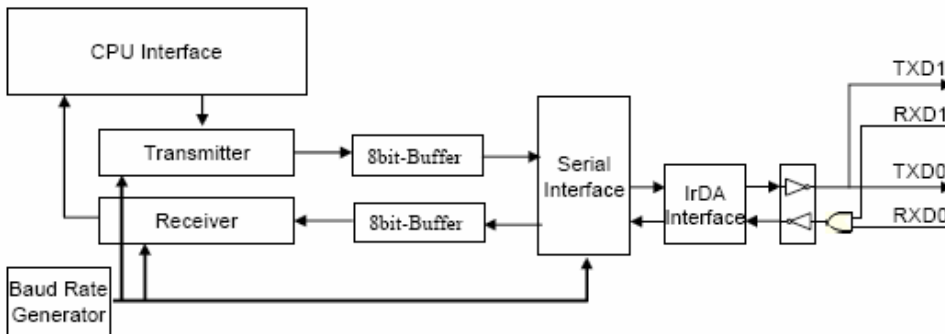 CPU Interface
TXD1
RXD1
Transmitter
8bit-Buffer
Serial
Interface
IrDA
Interface
TXD0
RXD0
Receiver
8bit-Buffer
Baud Rate
Generator